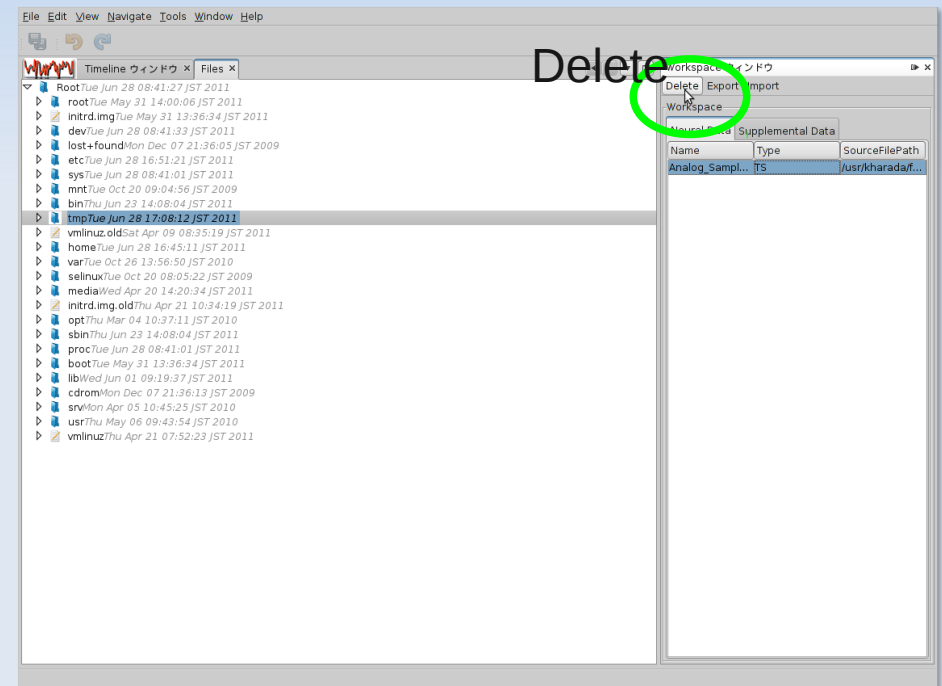 File Edit View Navigate Tools Window Help
Delete
Timeline ウィンドウ × Files ×
Workspace ウィンドウ
Delete Export Import
Workspace
Neural Data Supplemental Data
Name Type SourceFilePath
Analog_Sampl... TS /usr/kharada/f...
RootTue Jun 28 08:41:27 JST 2011
rootTue May 31 14:00:06 JST 2011
initrd.imgTue May 31 13:36:34 JST 2011
devTue Jun 28 08:41:33 JST 2011
lost+foundMon Dec 07 21:36:05 JST 2009
etcTue Jun 28 16:51:21 JST 2011
sysTue Jun 28 08:41:01 JST 2011
mntTue Oct 20 09:04:56 JST 2009
binThu Jun 23 14:08:04 JST 2011
tmpTue Jun 28 17:08:12 JST 2011
vmlinuz.oldSat Apr 09 08:35:19 JST 2011
homeTue Jun 28 16:45:11 JST 2011
varTue Oct 26 13:56:50 JST 2010
selinuxTue Oct 20 08:05:22 JST 2009
mediaWed Apr 20 14:20:34 JST 2011
initrd.img.oldThu Apr 21 10:34:19 JST 2011
optThu Mar 04 10:37:11 JST 2010
sbinThu Jun 23 14:08:04 JST 2011
procTue Jun 28 08:41:01 JST 2011
bootTue May 31 13:36:34 JST 2011
libWed Jun 01 09:19:37 JST 2011
cdromMon Dec 07 21:36:13 JST 2009
srvMon Apr 05 10:45:25 JST 2010
usrThu May 06 09:43:54 JST 2010
vmlinuzThu Apr 21 07:52:23 JST 2011